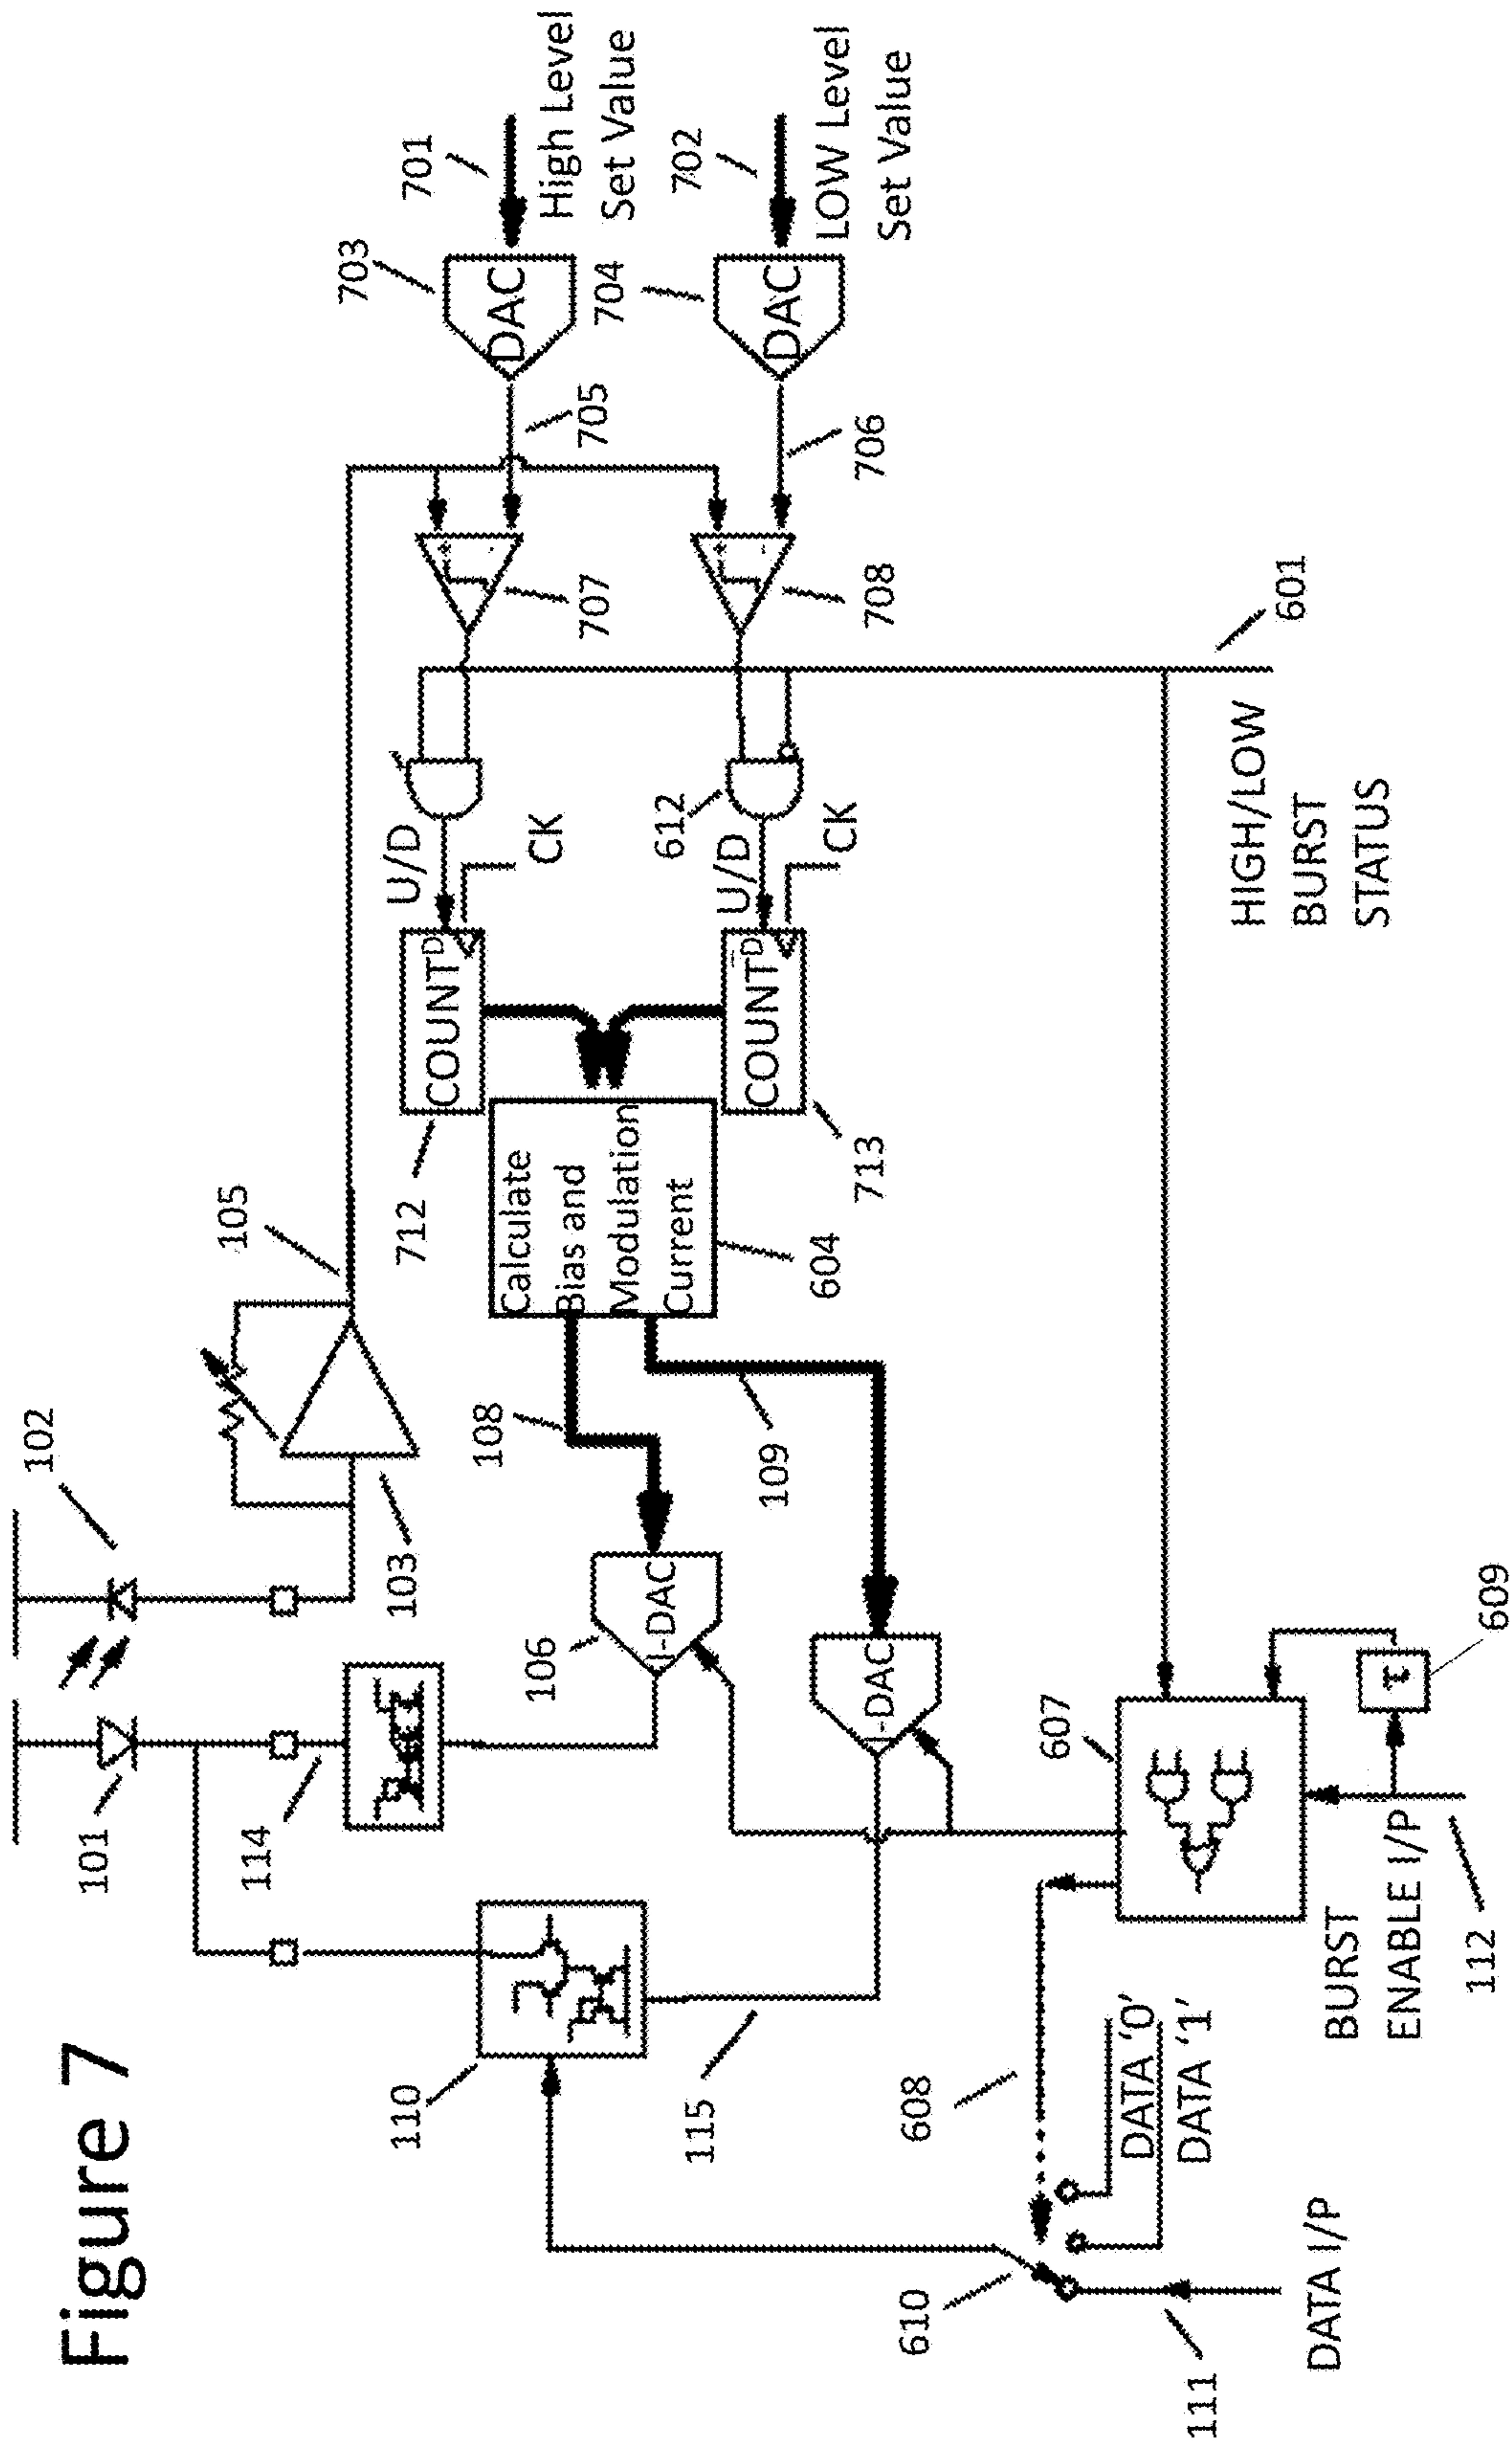 Figure 7
101
102
114
103
105
110
115
106
108
109
I-DAC
I-DAC
Calculate
Bias and
Modulation
Current
604
712
COUNT
D
U/D
CK
713
COUNT
D
U/D
CK
612
707
708
705
706
703
DAC
704
DAC
701
High Level
Set Value
702
LOW Level
Set Value
601
HIGH/LOW
BURST
STATUS
607
609
τ
608
610
DATA '0'
DATA '1'
111
DATA I/P
BURST
ENABLE I/P
112